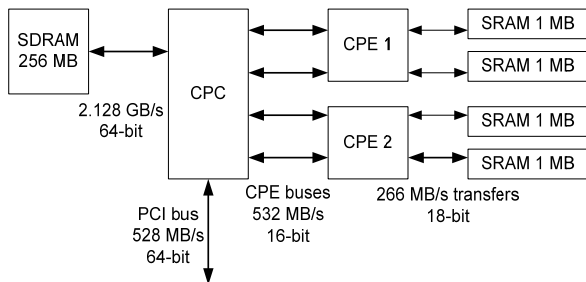 SDRAM
256 MB
2.128 GB/s
64-bit
CPC
PCI bus
528 MB/s
64-bit
CPE buses
532 MB/s
16-bit
CPE 1
CPE 2
SRAM 1 MB
SRAM 1 MB
SRAM 1 MB
SRAM 1 MB
266 MB/s transfers
18-bit